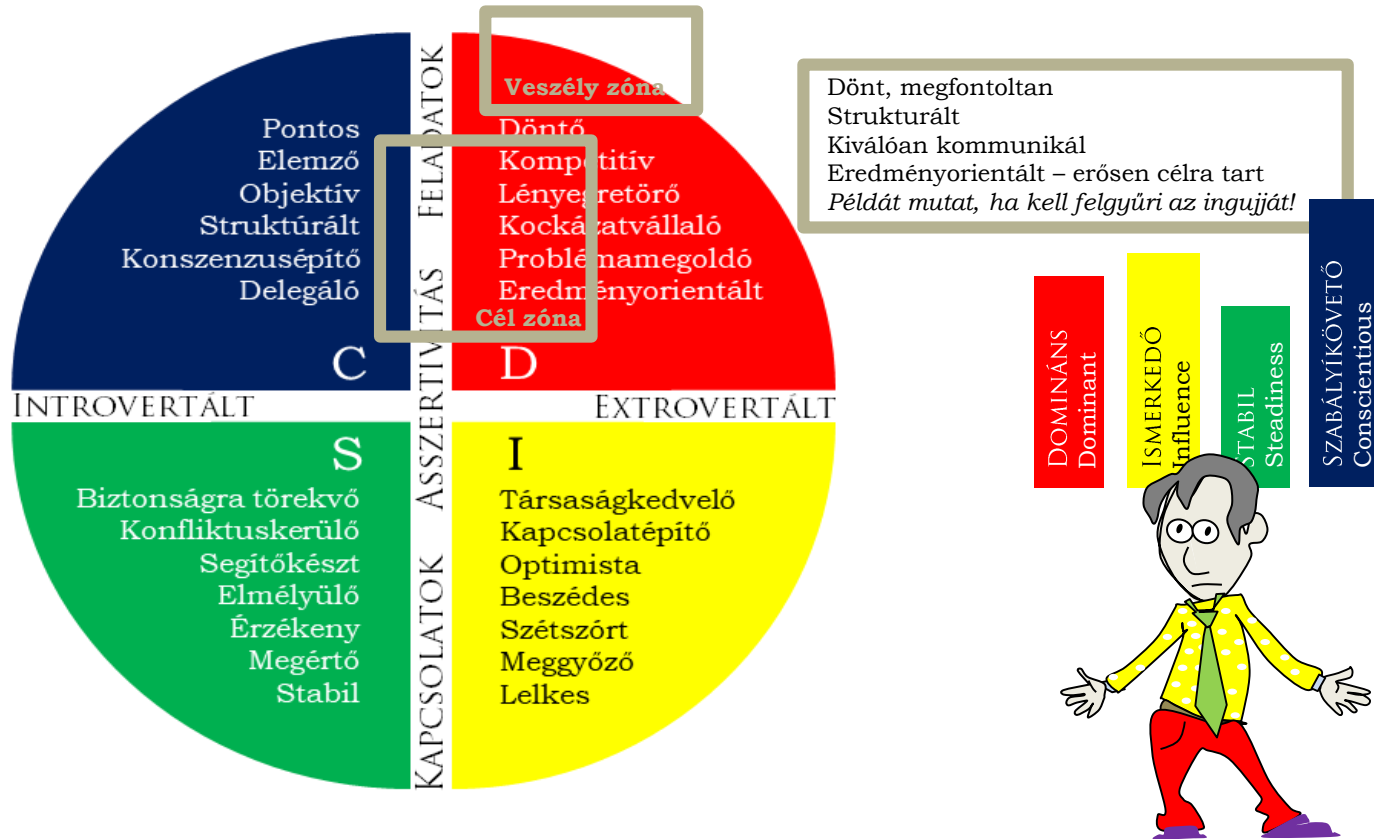 Veszély zóna
Pontos
Elemző
Objektív
Struktúrált
Konszenzusépítő
Delegáló
C
FELADATOK
ASSZERTIVITÁS
KAPCSOLATOK
Döntő
Kompetitív
Lényegretörő
Kockázatvállaló
Problémamegoldó
Eredményorientált
Cél zóna
D
INTROVERTÁLT
EXTROVERTÁLT
S
Biztonságra törekvő
Konfliktuskerülő
Segítőkészt
Elmélyülő
Érzékeny
Megértő
Stabil
I
Társaságkedvelő
Kapcsolatépítő
Optimista
Beszédes
Szétszórt
Meggyőző
Lelkes
Dönt, megfontoltan
Strukturált
Kiválóan kommunikál
Eredményorientált – erősen célra tart
Példát mutat, ha kell felgyűri az ingujját!
DOMINÁNS
Dominant
ISMERKEDŐ
Influence
STABIL
Steadiness
SZABÁLYÍKÖVETŐ
Conscientious